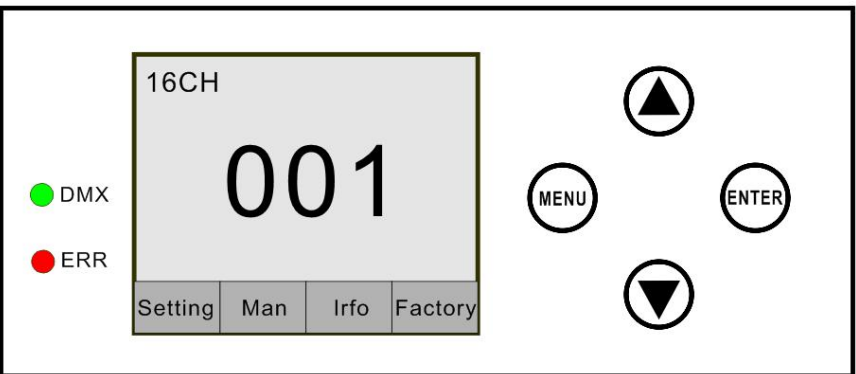 16CH
001
DMX
ERR
Setting Man Irfo Factory
MENU
ENTER